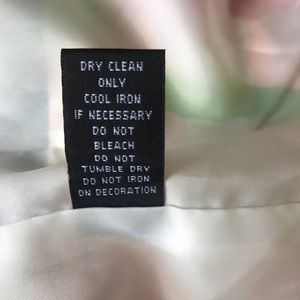 DRY CLEAN
ONLY
COOL IRON
IF NECESSARY
DO NOT
BLEACH
DO NOT
TUMBLE DRY
DO NOT IRON
ON DECORATION